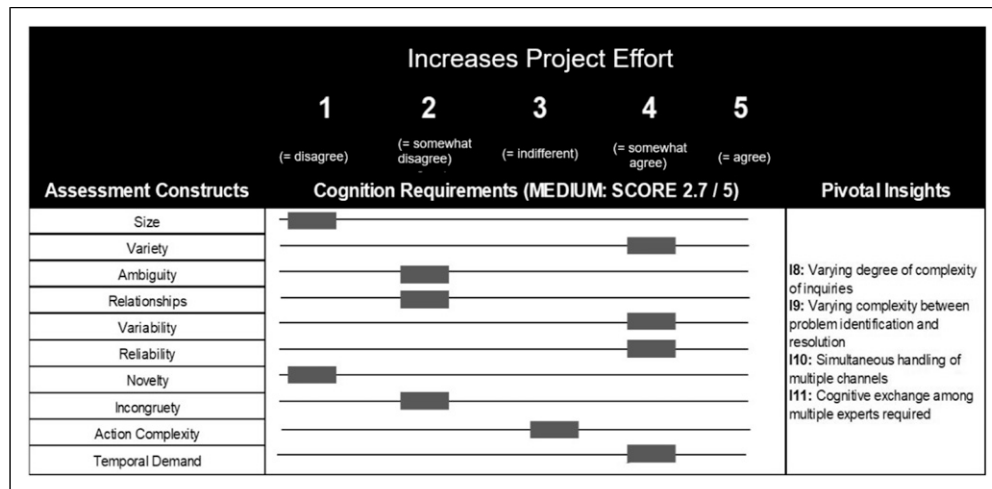 Increases Project Effort
1 2 3 4 5
(= disagree) (= somewhat disagree) (= indifferent) (= somewhat agree) (= agree)
Assessment Constructs Cognition Requirements (MEDIUM: SCORE 2.7 / 5) Pivotal Insights
Size
Variety
Ambiguity
Relationships
Variability
Reliability
Novelty
Incongruety
Action Complexity
Temporal Demand
I8: Varying degree of complexity
of inquiries
I9: Varying complexity between
problem identification and
resolution
I10: Simultaneous handling of
multiple channels
I11: Cognitive exchange among
multiple experts required